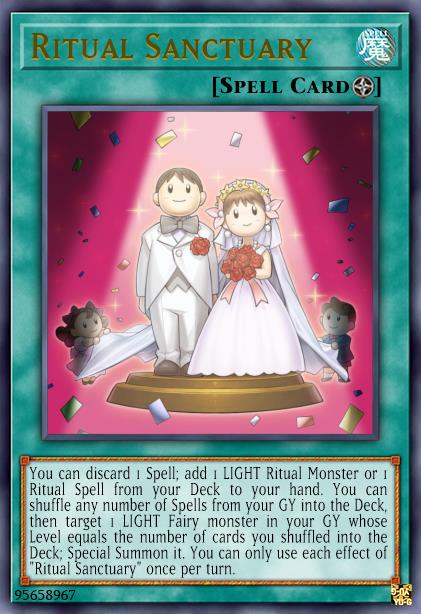 Ritual Sanctuary
SPELL
魔
[Spell Card]
You can discard 1 Spell; add 1 LIGHT Ritual Monster or 1
Ritual Spell from your Deck to your hand. You can
shuffle any number of Spells from your GY into the Deck,
then target 1 LIGHT Fairy monster in your GY whose
Level equals the number of cards you shuffled into the
Deck; Special Summon it. You can only use each effect of
"Ritual Sanctuary" once per turn.
95658967